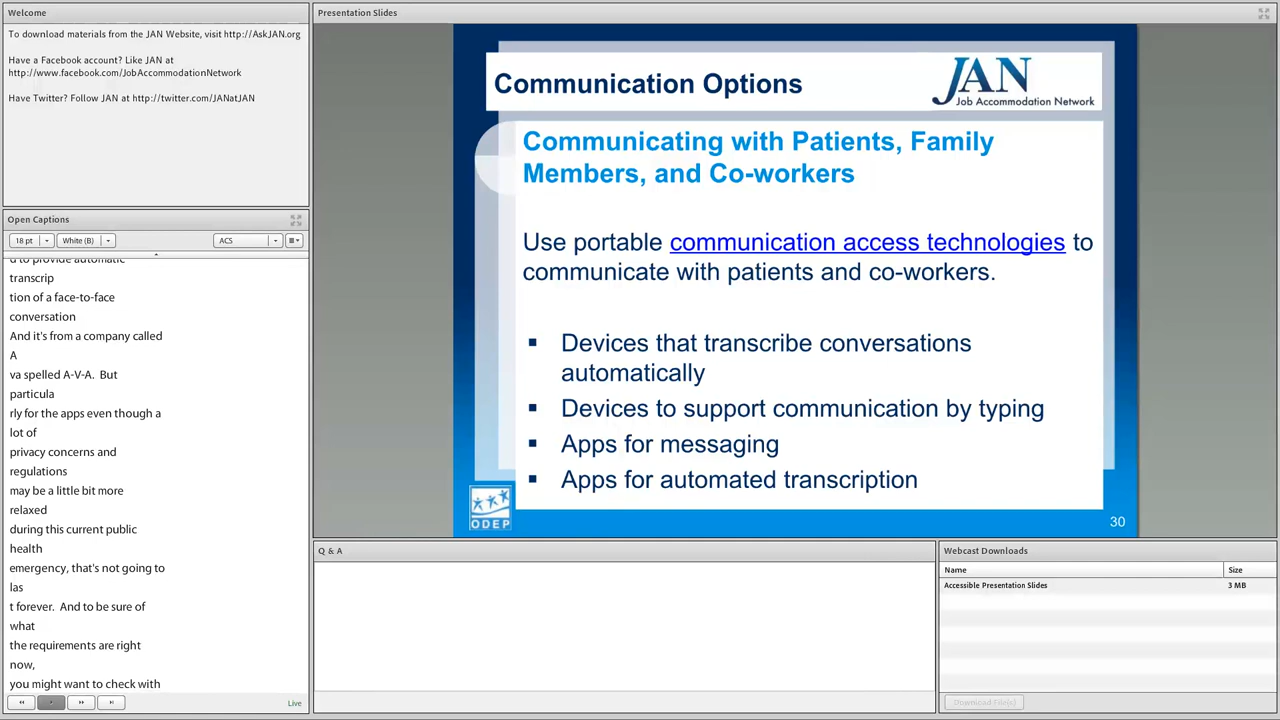 Welcome
To download materials from the JAN Website, visit http://AskJAN.org
Have a Facebook account? Like JAN at
http://www.facebook.com/JobAccommodationNetwork
Have Twitter? Follow JAN at http://twitter.com/JANatJAN
Open Captions
18 pt
White (B)
ACS
d to provide automatic
transcrip
tion of a face-to-face
conversation
And it's from a company called
A
va spelled A-V-A.  But
particula
rly for the apps even though a
lot of
privacy concerns and
regulations
may be a little bit more
relaxed
during this current public
health
emergency, that's not going to
las
t forever.  And to be sure of
what
the requirements are right
now,
you might want to check with
Live
Presentation Slides
Communication Options
JAN
Job Accommodation Network
Communicating with Patients, Family
Members, and Co-workers
Use portable communication access technologies to
communicate with patients and co-workers.
▪ Devices that transcribe conversations
automatically
▪ Devices to support communication by typing
▪ Apps for messaging
▪ Apps for automated transcription
ODEP
30
Q & A
Webcast Downloads
Name Size
Accessible Presentation Slides 3 MB
Download File(s)